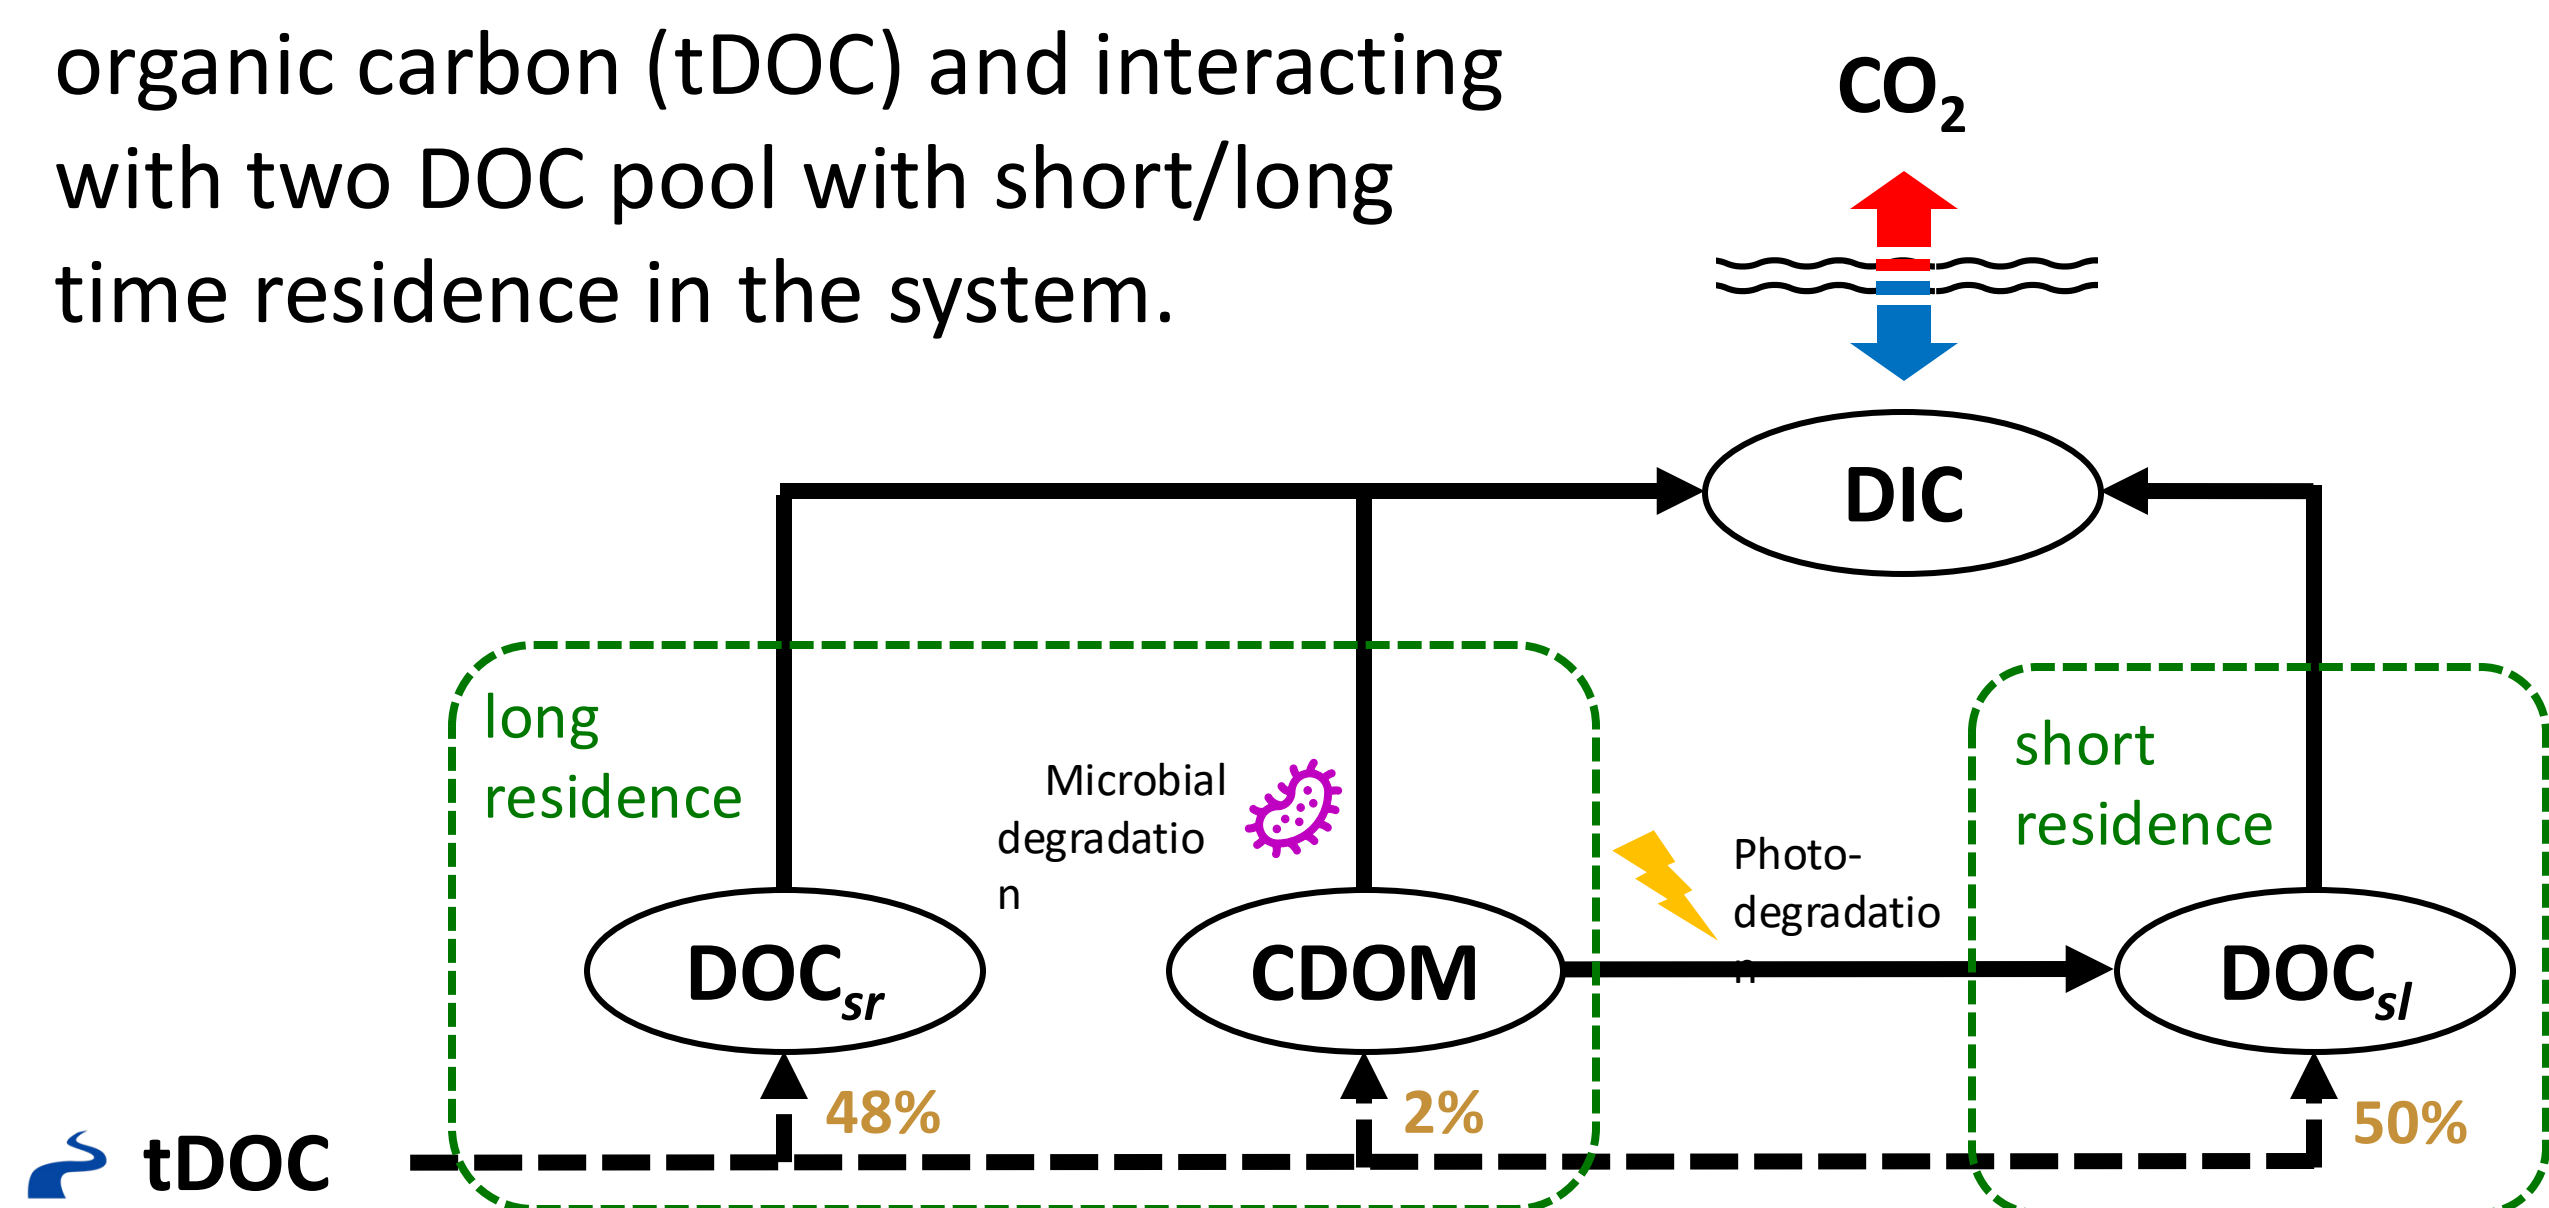 organic carbon (tDOC) and interacting
with two DOC pool with short/long
time residence in the system.
CO2
DIC
long
residence
short
residence
Microbial
degradatio
n
Photo-
degradatio
n
DOCsr
CDOM
DOCsl
48%
2%
50%
tDOC